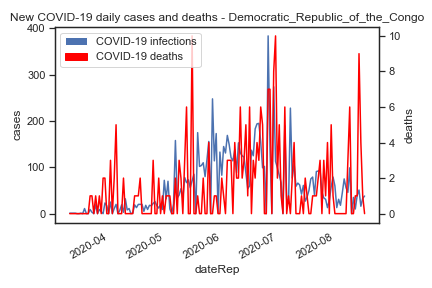 New COVID-19 daily cases and deaths - Democratic_Republic_of_the_Congo
COVID-19 infections
COVID-19 deaths
400
300
200
100
0
cases
10
8
6
4
2
0
deaths
2020-04
2020-05
2020-06
2020-07
2020-08
dateRep